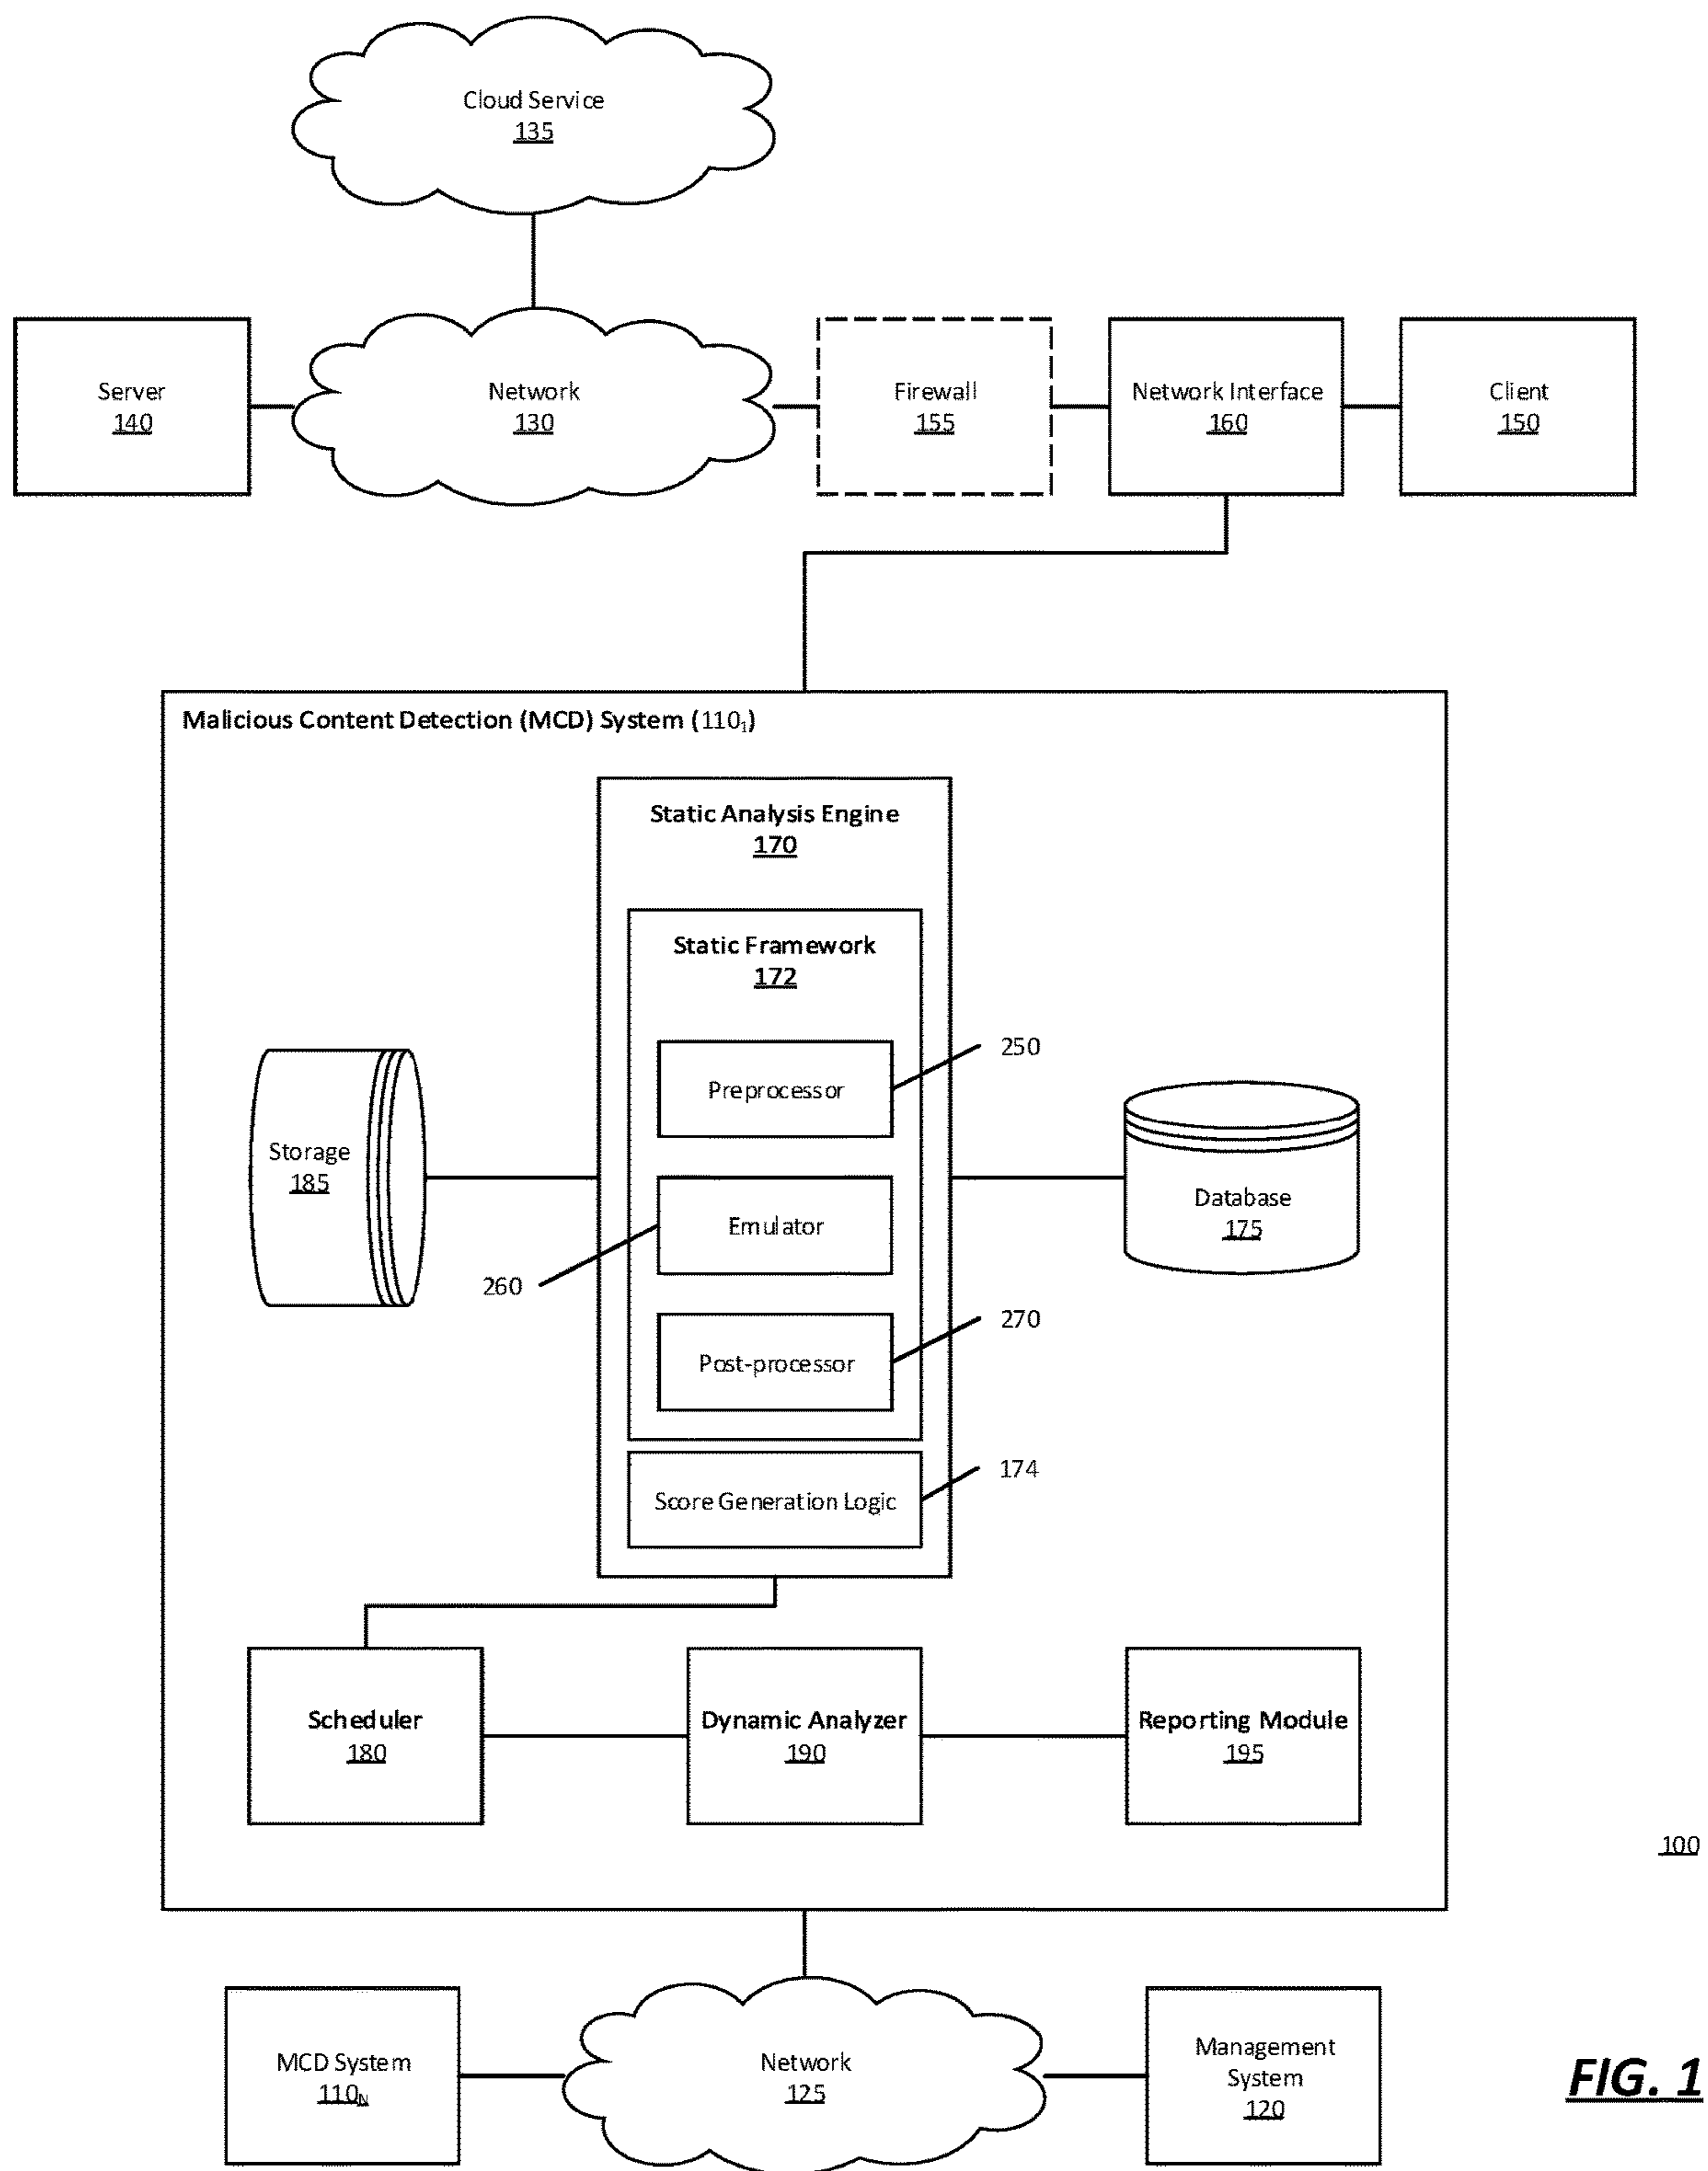 Cloud Service
135
Server
140
Network
130
Firewall
155
Network Interface
160
Client
150
Malicious Content Detection (MCD) System (110₁)
Static Analysis Engine
170
Static Framework
172
250
Preprocessor
Storage
185
Emulator
260
Database
175
270
Post-processor
174
Score Generation Logic
Scheduler
180
Dynamic Analyzer
190
Reporting Module
195
100
MCD System
110N
Network
125
Management
System
120
FIG. 1